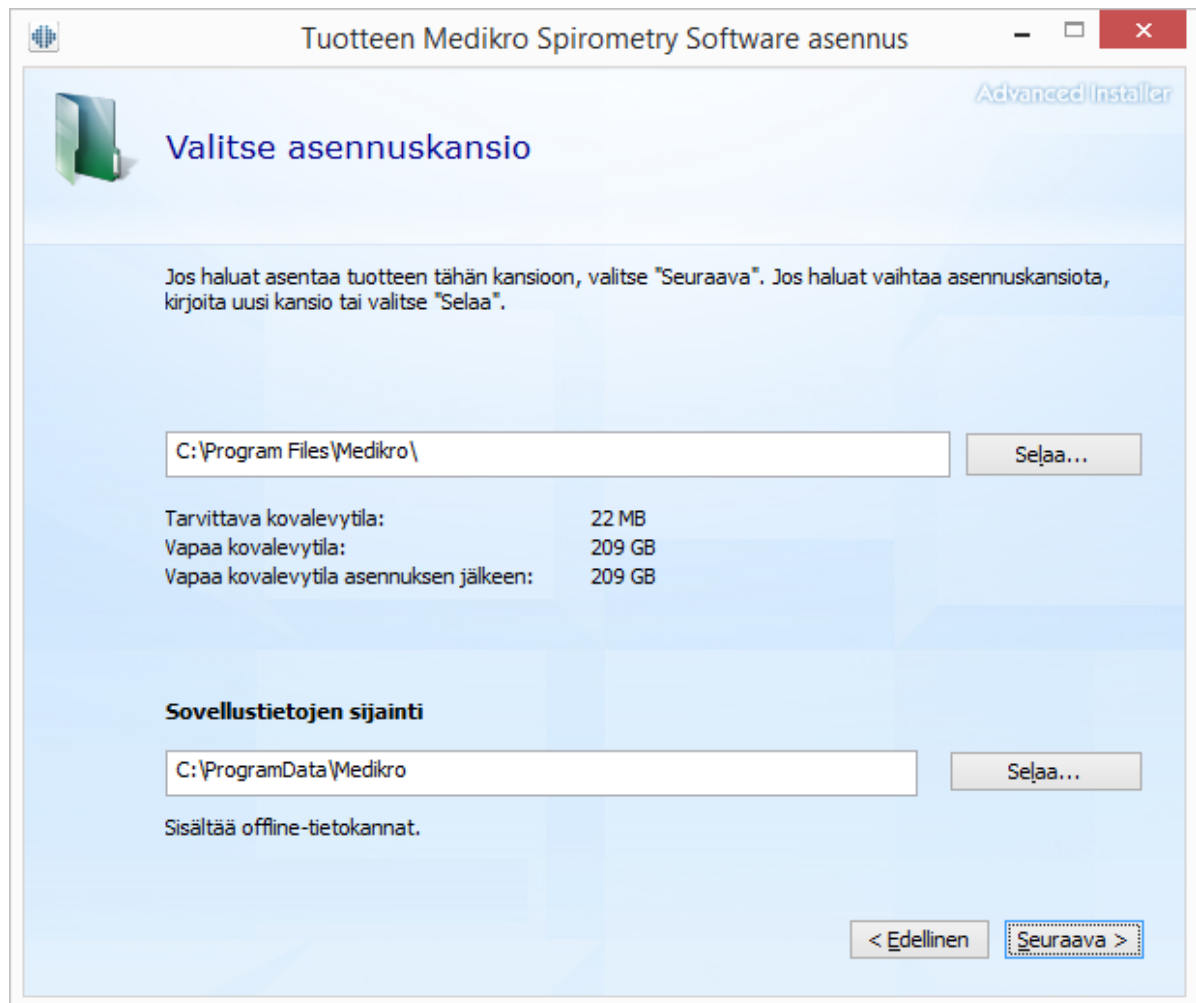 Tuotteen Medikro Spirometry Software asennus
Advanced Installer
Valitse asennuskansio
Jos haluat asentaa tuotteen tähän kansioon, valitse "Seuraava". Jos haluat vaihtaa asennuskansiota,
kirjoita uusi kansio tai valitse "Selaa".
C:\Program Files\Medikro\
Selaa...
Tarvittava kovalevytila: 22 MB
Vapaa kovalevytila: 209 GB
Vapaa kovalevytila asennuksen jälkeen: 209 GB
Sovellustietojen sijainti
C:\ProgramData\Medikro
Selaa...
Sisältää offline-tietokannat.
< Edellinen
Seuraava >